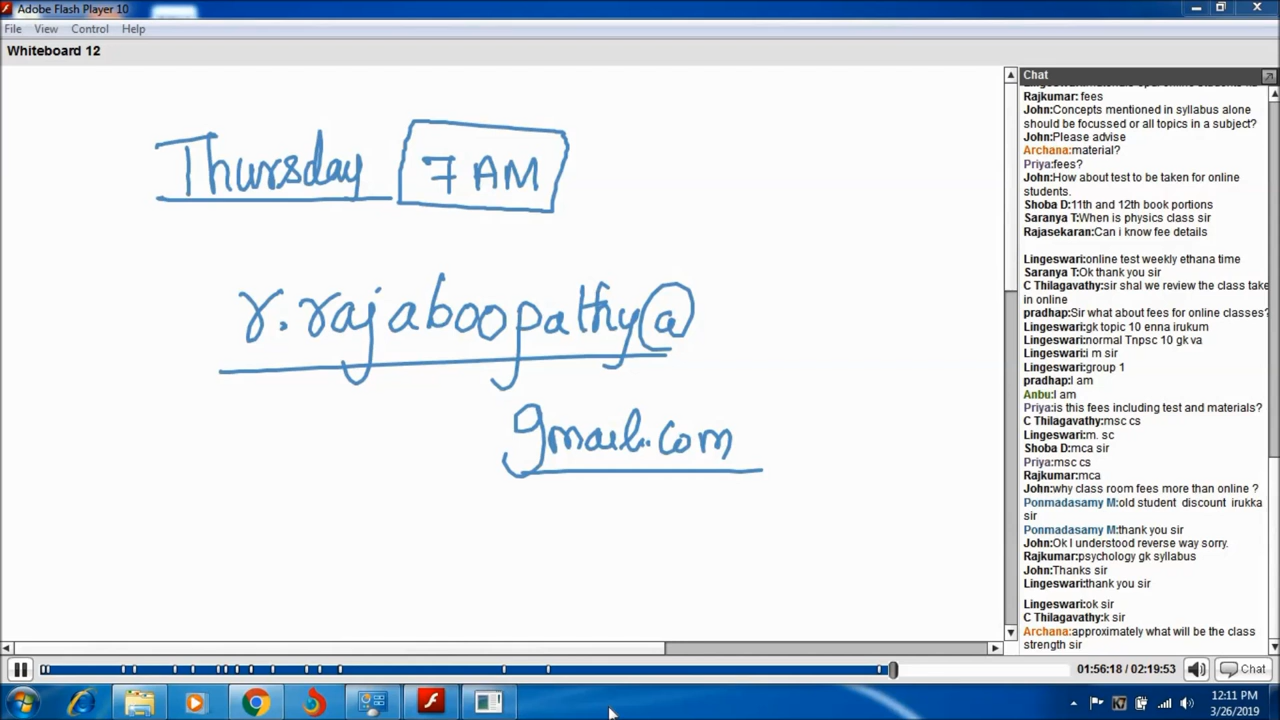 Adobe Flash Player 10
File View Control Help
Whiteboard 12
Thursday 7 AM
r.rajaboopathy@
gmail.com
Chat
Rajkumar: fees
John:Concepts mentioned in syllabus alone
should be focussed or all topics in a subject?
John:Please advise
Archana:material?
Priya:fees?
John:How about test to be taken for online
students.
Shoba D:11th and 12th book portions
Saranya T:When is physics class sir
Rajasekaran:Can i know fee details
Lingeswari:online test weekly ethana time
Saranya T:Ok thank you sir
C Thilagavathy:sir shal we review the class take
in online
pradhap:Sir what about fees for online classes?
Lingeswari:gk topic 10 enna irukum
Lingeswari:normal Tnpsc 10 gk va
Lingeswari:i m sir
Lingeswari:group 1
pradhap:I am
Anbu:I am
Priya:is this fees including test and materials?
C Thilagavathy:msc cs
Lingeswari:m. sc
Shoba D:mca sir
Priya:msc cs
Rajkumar:mca
John:why class room fees more than online ?
Ponmadasamy M:old student discount irukka
sir
Ponmadasamy M:thank you sir
John:Ok I understood reverse way sorry.
Rajkumar:psychology gk syllabus
John:Thanks sir
Lingeswari:thank you sir
Lingeswari:ok sir
C Thilagavathy:k sir
Archana:approximately what will be the class
strength sir
01:56:18 / 02:19:53 Chat
12:11 PM
3/26/2019